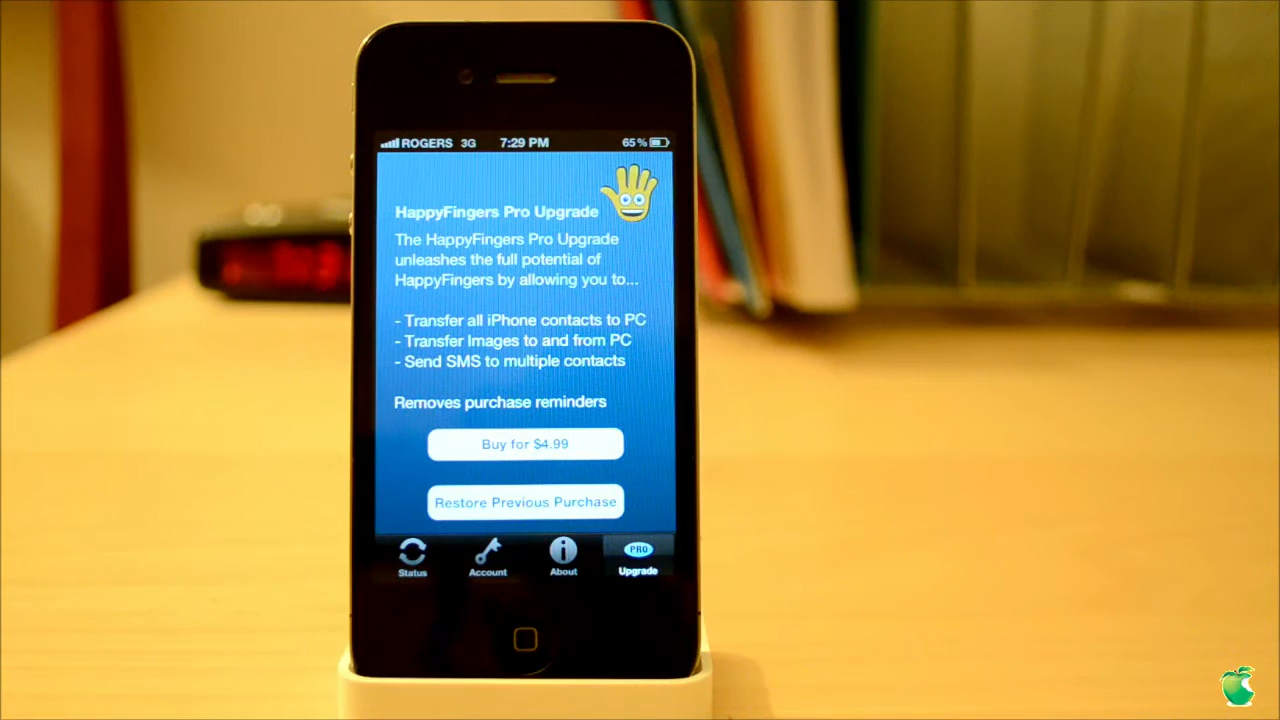 ROGERS 3G 7:29 PM 65%
HappyFingers Pro Upgrade
The HappyFingers Pro Upgrade
unleashes the full potential of
HappyFingers by allowing you to...
- Transfer all iPhone contacts to PC
- Transfer Images to and from PC
- Send SMS to multiple contacts
Removes purchase reminders
Buy for $4.99
Restore Previous Purchase
PRO
Status Account About Upgrade